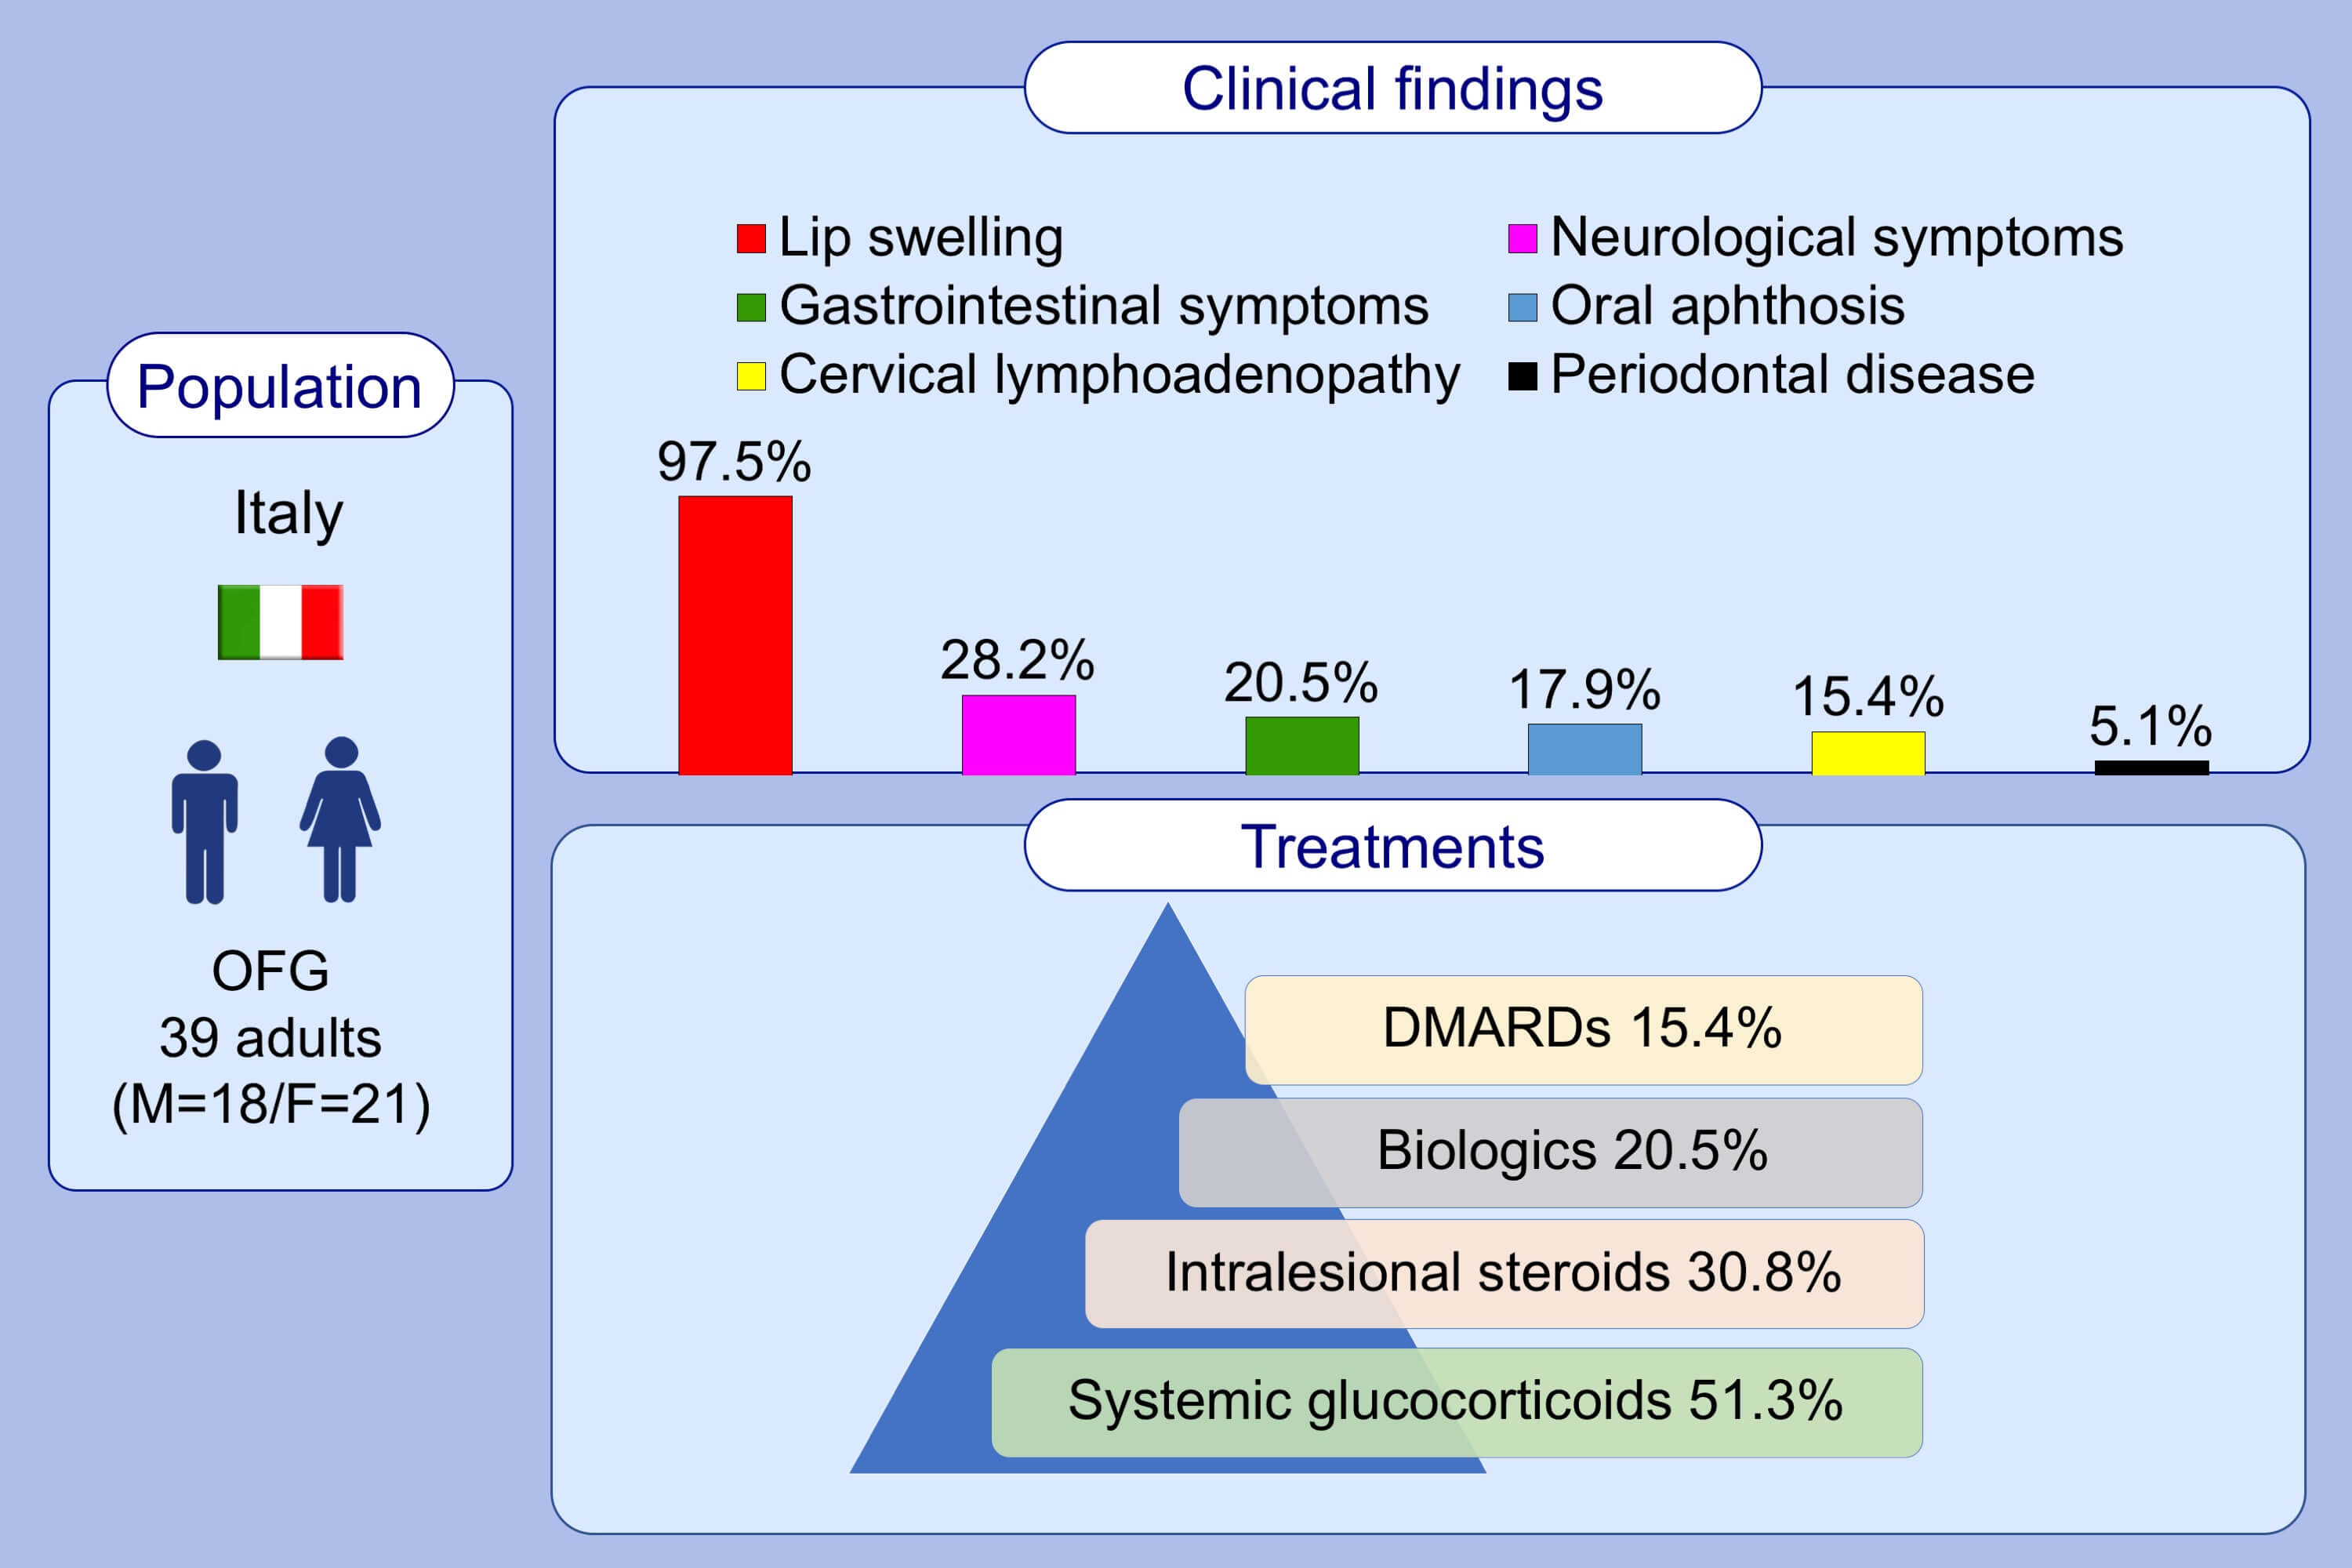 Clinical findings
Lip swelling
Neurological symptoms
Gastrointestinal symptoms
Oral aphthosis
Cervical lymphoadenopathy
Periodontal disease
97.5%
28.2%
20.5%
17.9%
15.4%
5.1%
Population
Italy
OFG
39 adults
(M=18/F=21)
Treatments
DMARDs 15.4%
Biologics 20.5%
Intralesional steroids 30.8%
Systemic glucocorticoids 51.3%